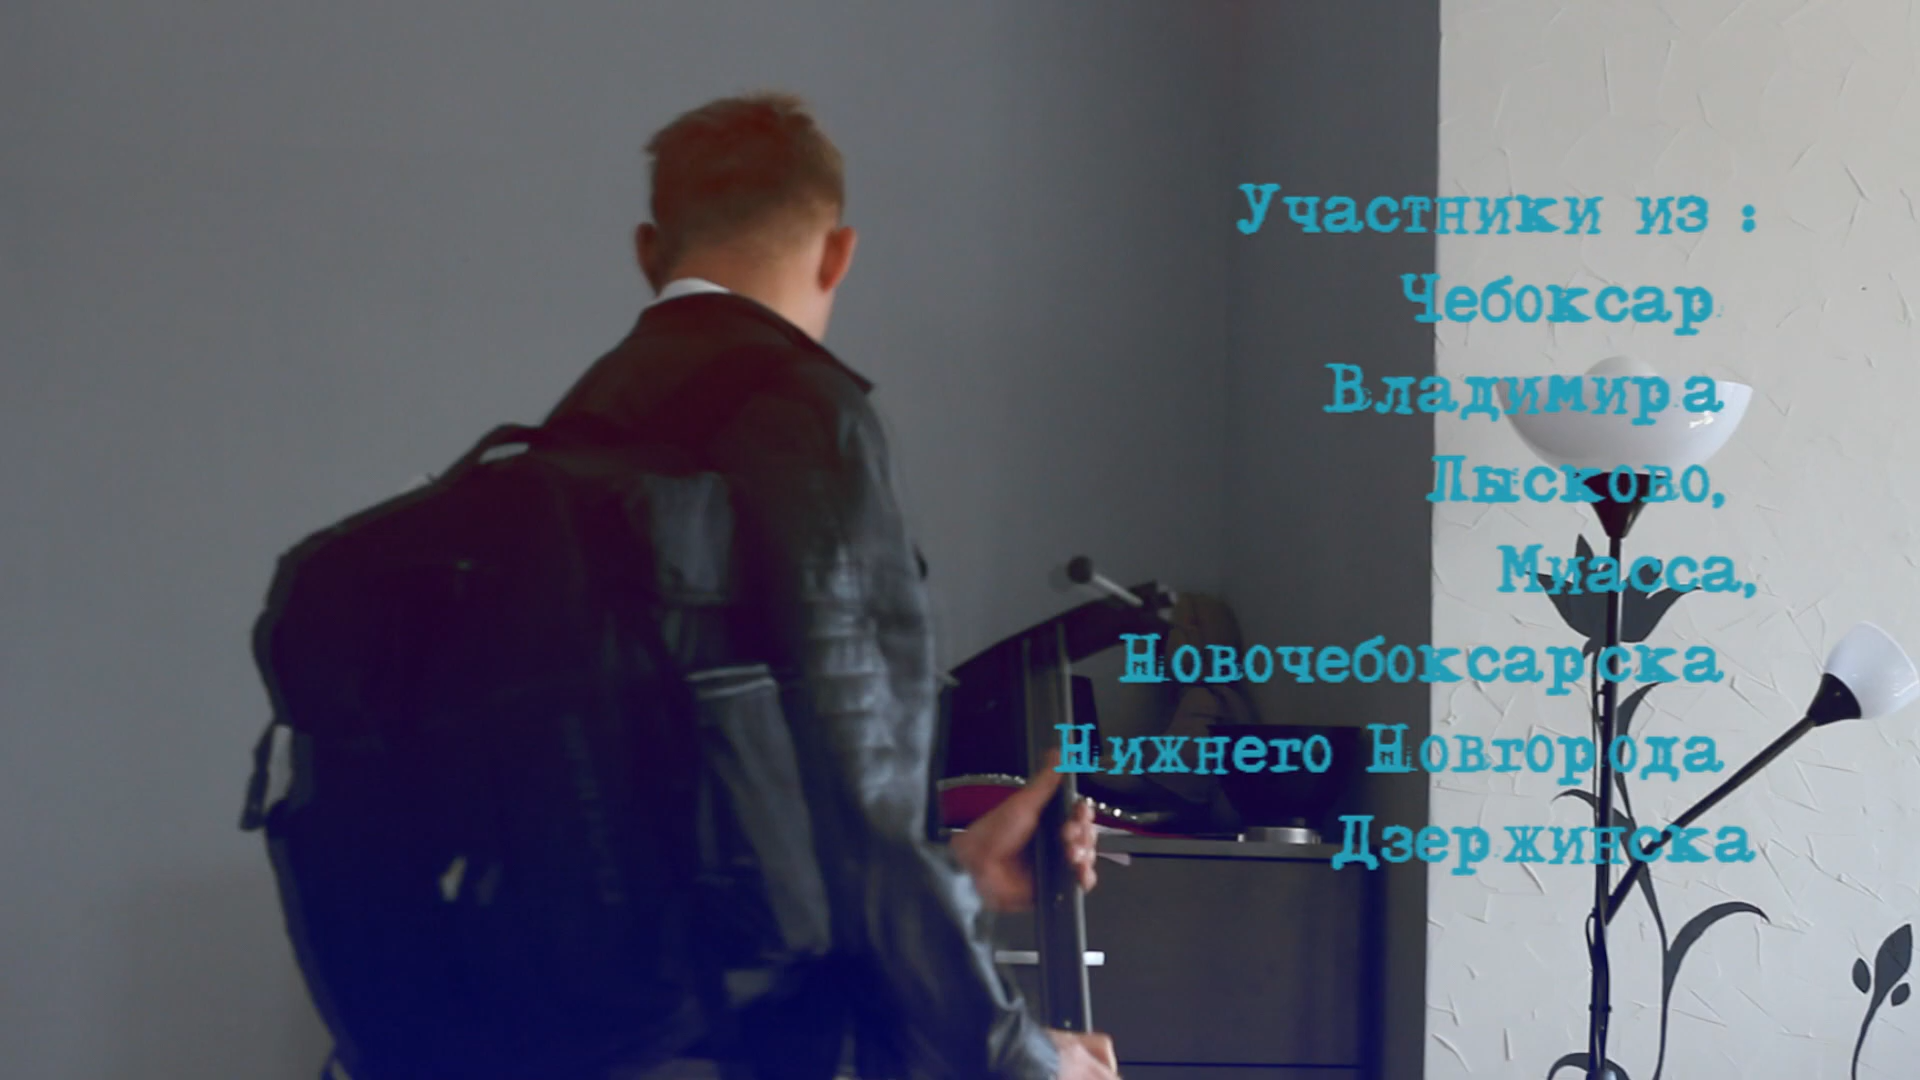 Участники из :
Чебоксар
Владимира
Лысково,
Миасса,
Новочебоксарска
Нижнего Новгорода
Дзержинска